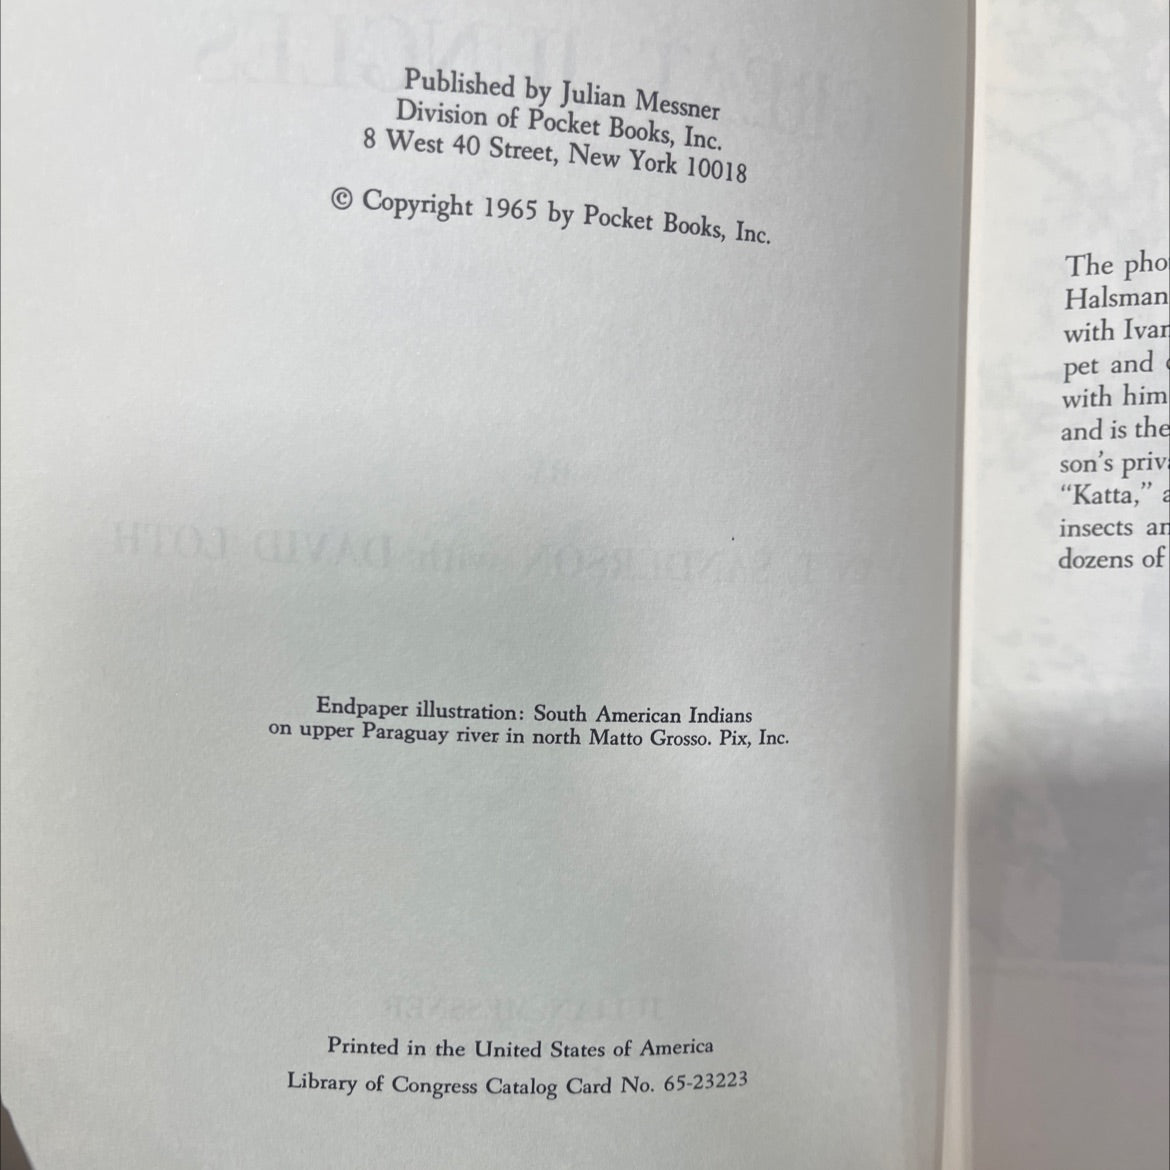 Published by Julian Messner
Division of Pocket Books, Inc.
8 West 40 Street, New York 10018
© Copyright 1965 by Pocket Books, Inc.
Endpaper illustration: South American Indians
on upper Paraguay river in north Matto Grosso. Pix, Inc.
Printed in the United States of America
Library of Congress Catalog Card No. 65-23223
The pho
Halsman
with Ivan
pet and
with him
and is the
son's priv
"Katta,"
insects an
dozens of